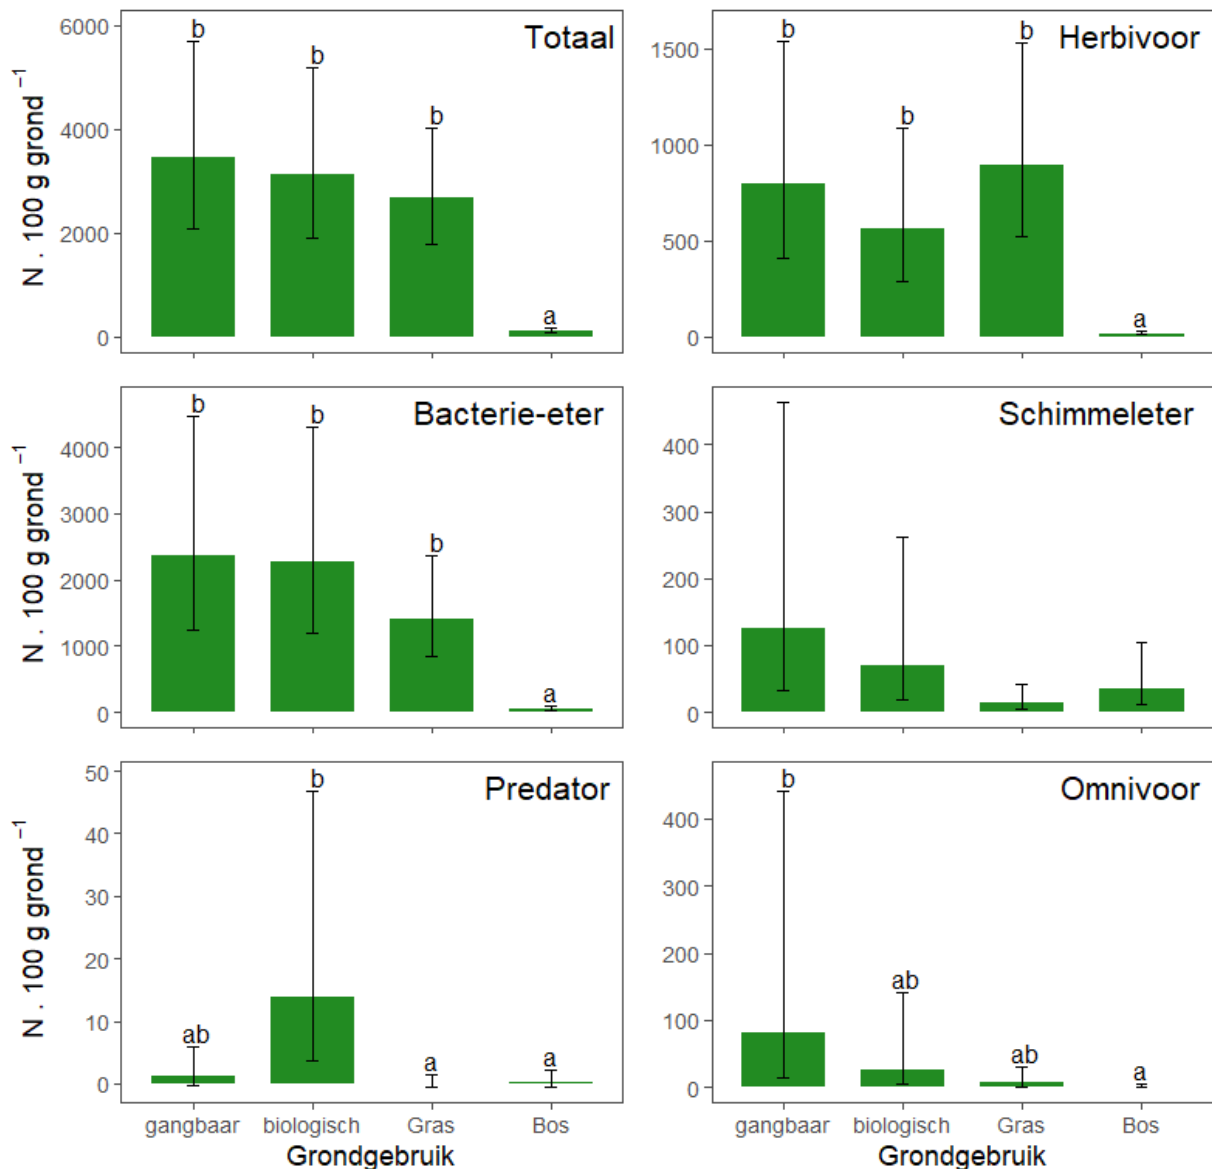 Totaal
N . 100 g grond ⁻¹
6000
4000
2000
0
b
b
b
a
Herbivoor
1500
1000
500
0
b
b
b
a
Bacterie-eter
N . 100 g grond ⁻¹
4000
3000
2000
1000
0
b
b
b
a
Schimmeleter
400
300
200
100
0
Predator
N . 100 g grond ⁻¹
50
40
30
20
10
0
ab
b
a
a
gangbaar biologisch Gras Bos
Grondgebruik
Omnivoor
400
300
200
100
0
b
ab
ab
a
gangbaar biologisch Gras Bos
Grondgebruik